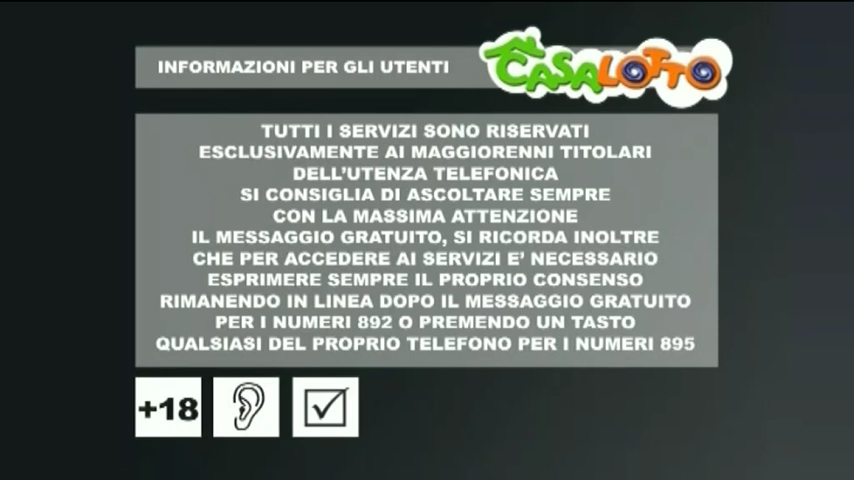 INFORMAZIONI PER GLI UTENTI
CASALOTTO
TUTTI I SERVIZI SONO RISERVATI
ESCLUSIVAMENTE AI MAGGIORENNI TITOLARI
DELL'UTENZA TELEFONICA
SI CONSIGLIA DI ASCOLTARE SEMPRE
CON LA MASSIMA ATTENZIONE
IL MESSAGGIO GRATUITO, SI RICORDA INOLTRE
CHE PER ACCEDERE AI SERVIZI E' NECESSARIO
ESPRIMERE SEMPRE IL PROPRIO CONSENSO
RIMANENDO IN LINEA DOPO IL MESSAGGIO GRATUITO
PER I NUMERI 892 O PREMENDO UN TASTO
QUALSIASI DEL PROPRIO TELEFONO PER I NUMERI 895
+18